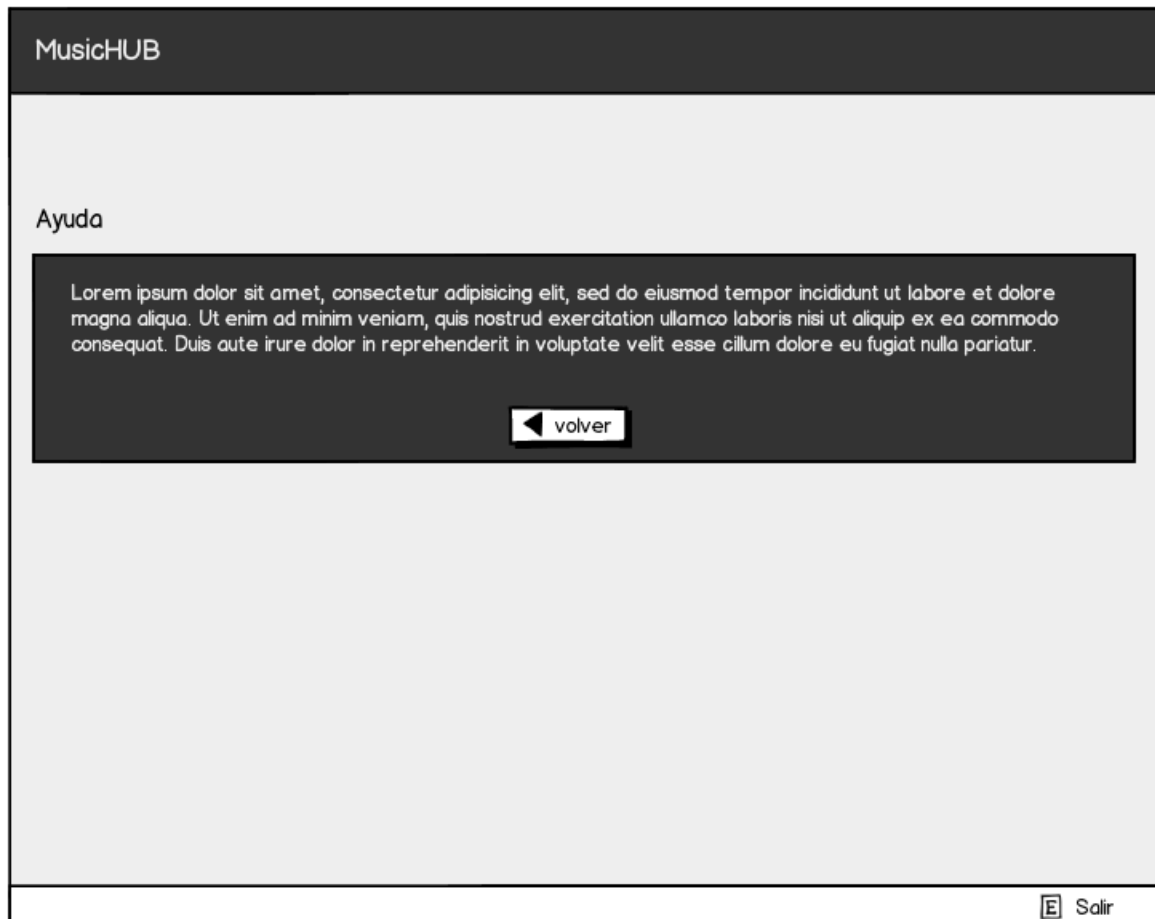 MusicHUB
Ayuda
Lorem ipsum dolor sit amet, consectetur adipisicing elit, sed do eiusmod tempor incididunt ut labore et dolore
magna aliqua. Ut enim ad minim veniam, quis nostrud exercitation ullamco laboris nisi ut aliquip ex ea commodo
consequat. Duis aute irure dolor in reprehenderit in voluptate velit esse cillum dolore eu fugiat nulla pariatur.
volver
E Salir